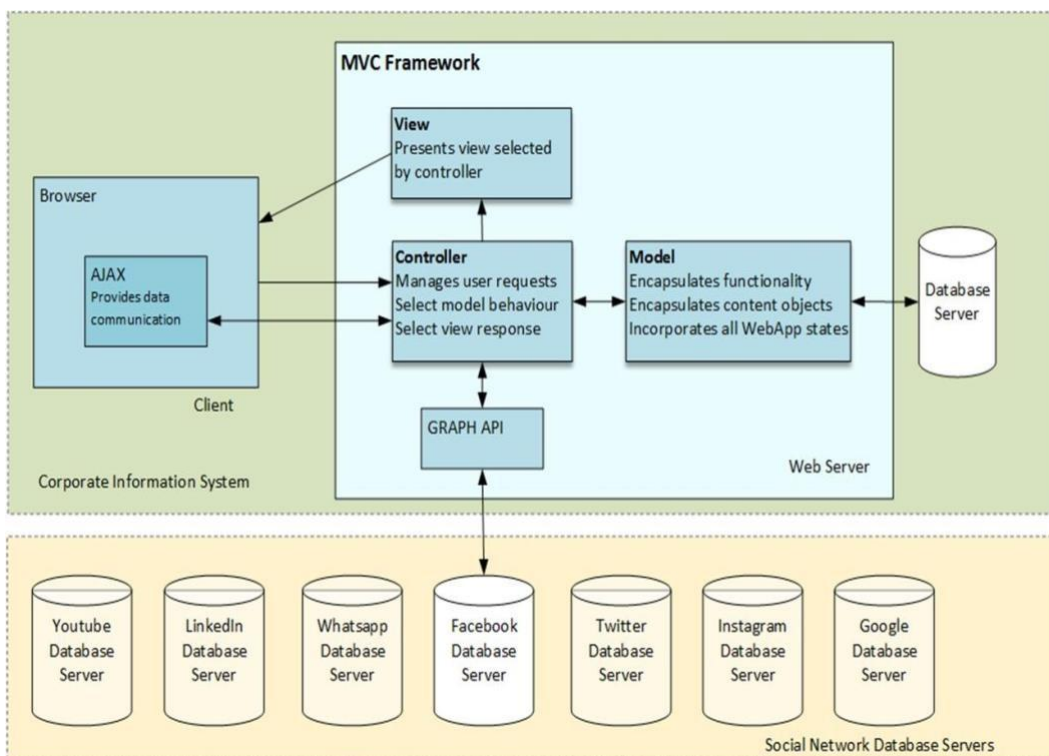 MVC Framework
View
Presents view selected
by controller
Browser
AJAX
Provides data
communication
Client
Controller
Manages user requests
Select model behaviour
Select view response
Model
Encapsulates functionality
Encapsulates content objects
Incorporates all WebApp states
Database
Server
GRAPH API
Web Server
Corporate Information System
Youtube
Database
Server
LinkedIn
Database
Server
Whatsapp
Database
Server
Facebook
Database
Server
Twitter
Database
Server
Instagram
Database
Server
Google
Database
Server
Social Network Database Servers